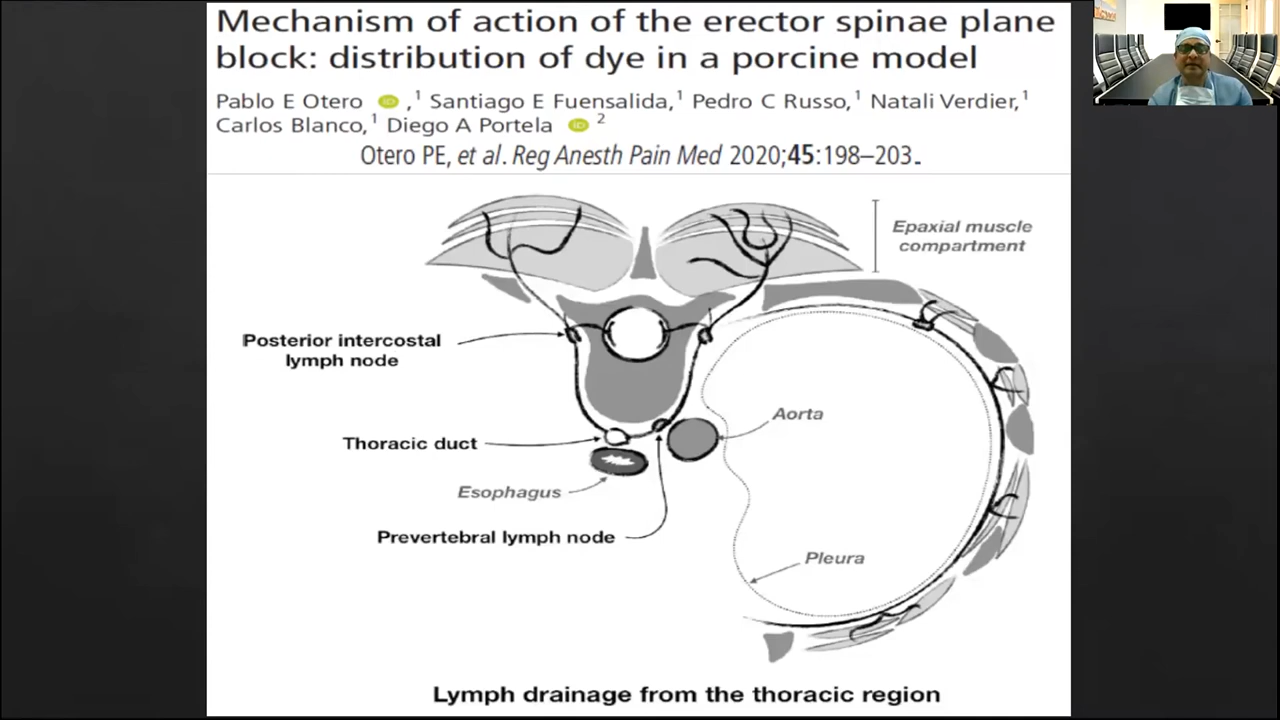 Mechanism of action of the erector spinae plane
block: distribution of dye in a porcine model
Pablo E Otero iD ,1 Santiago E Fuensalida,1 Pedro C Russo,1 Natali Verdier,1
Carlos Blanco,1 Diego A Portela iD 2
Otero PE, et al. Reg Anesth Pain Med 2020;45:198–203.
Epaxial muscle
compartment
Posterior intercostal
lymph node
Aorta
Thoracic duct
Esophagus
Prevertebral lymph node
Pleura
Lymph drainage from the thoracic region